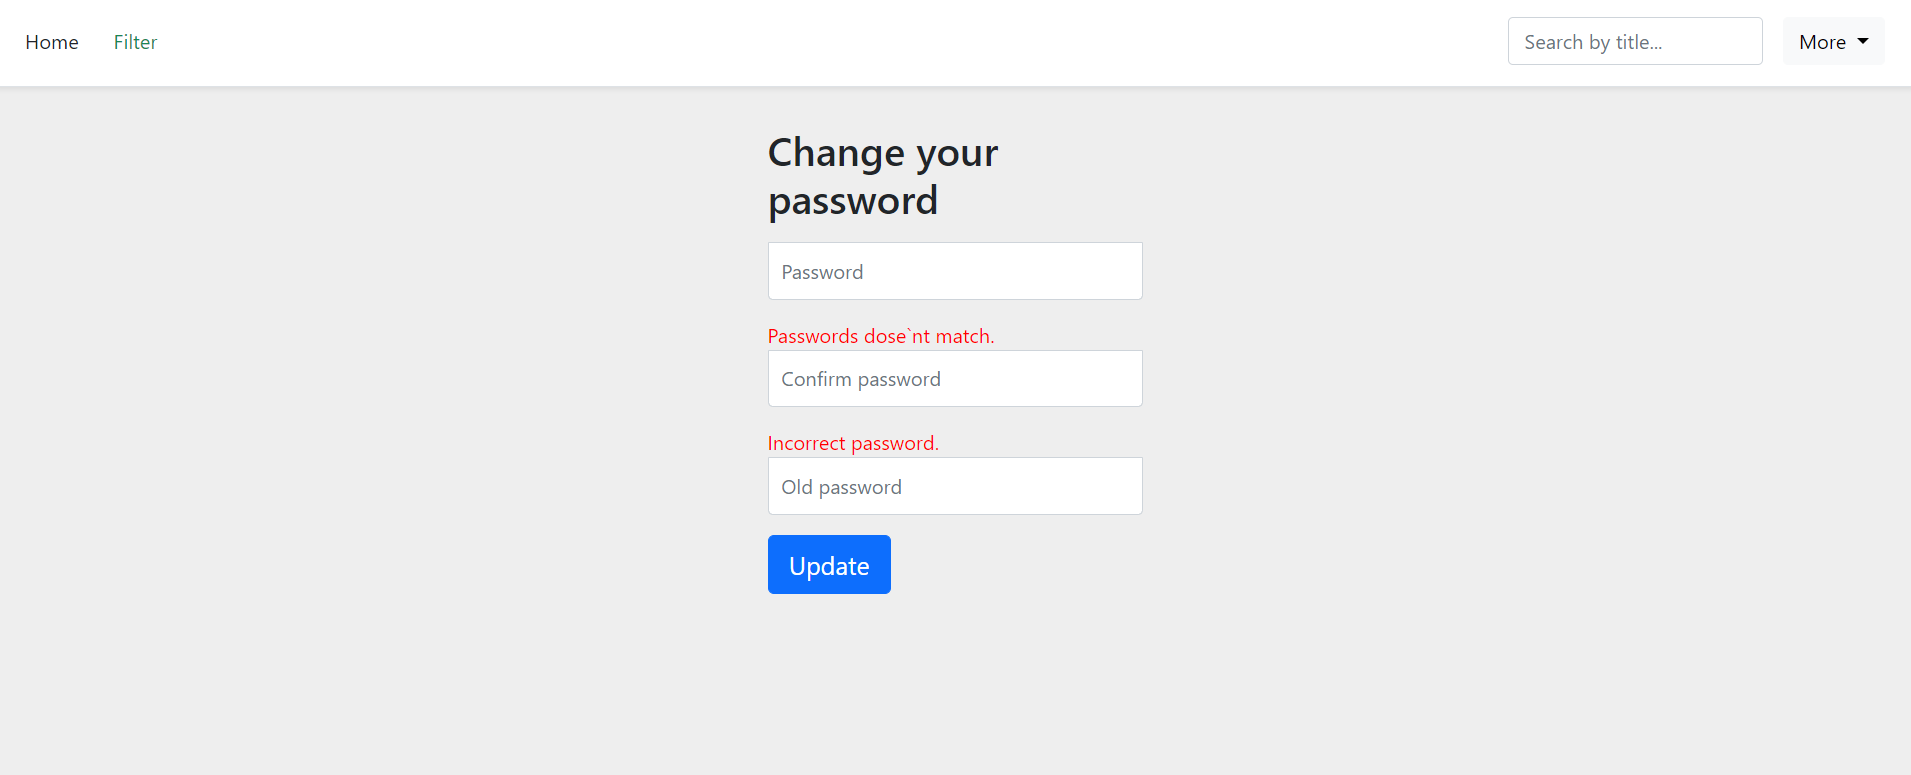 Home Filter Search by title... More
Change your
password
Password
Passwords dose`nt match.
Confirm password
Incorrect password.
Old password
Update